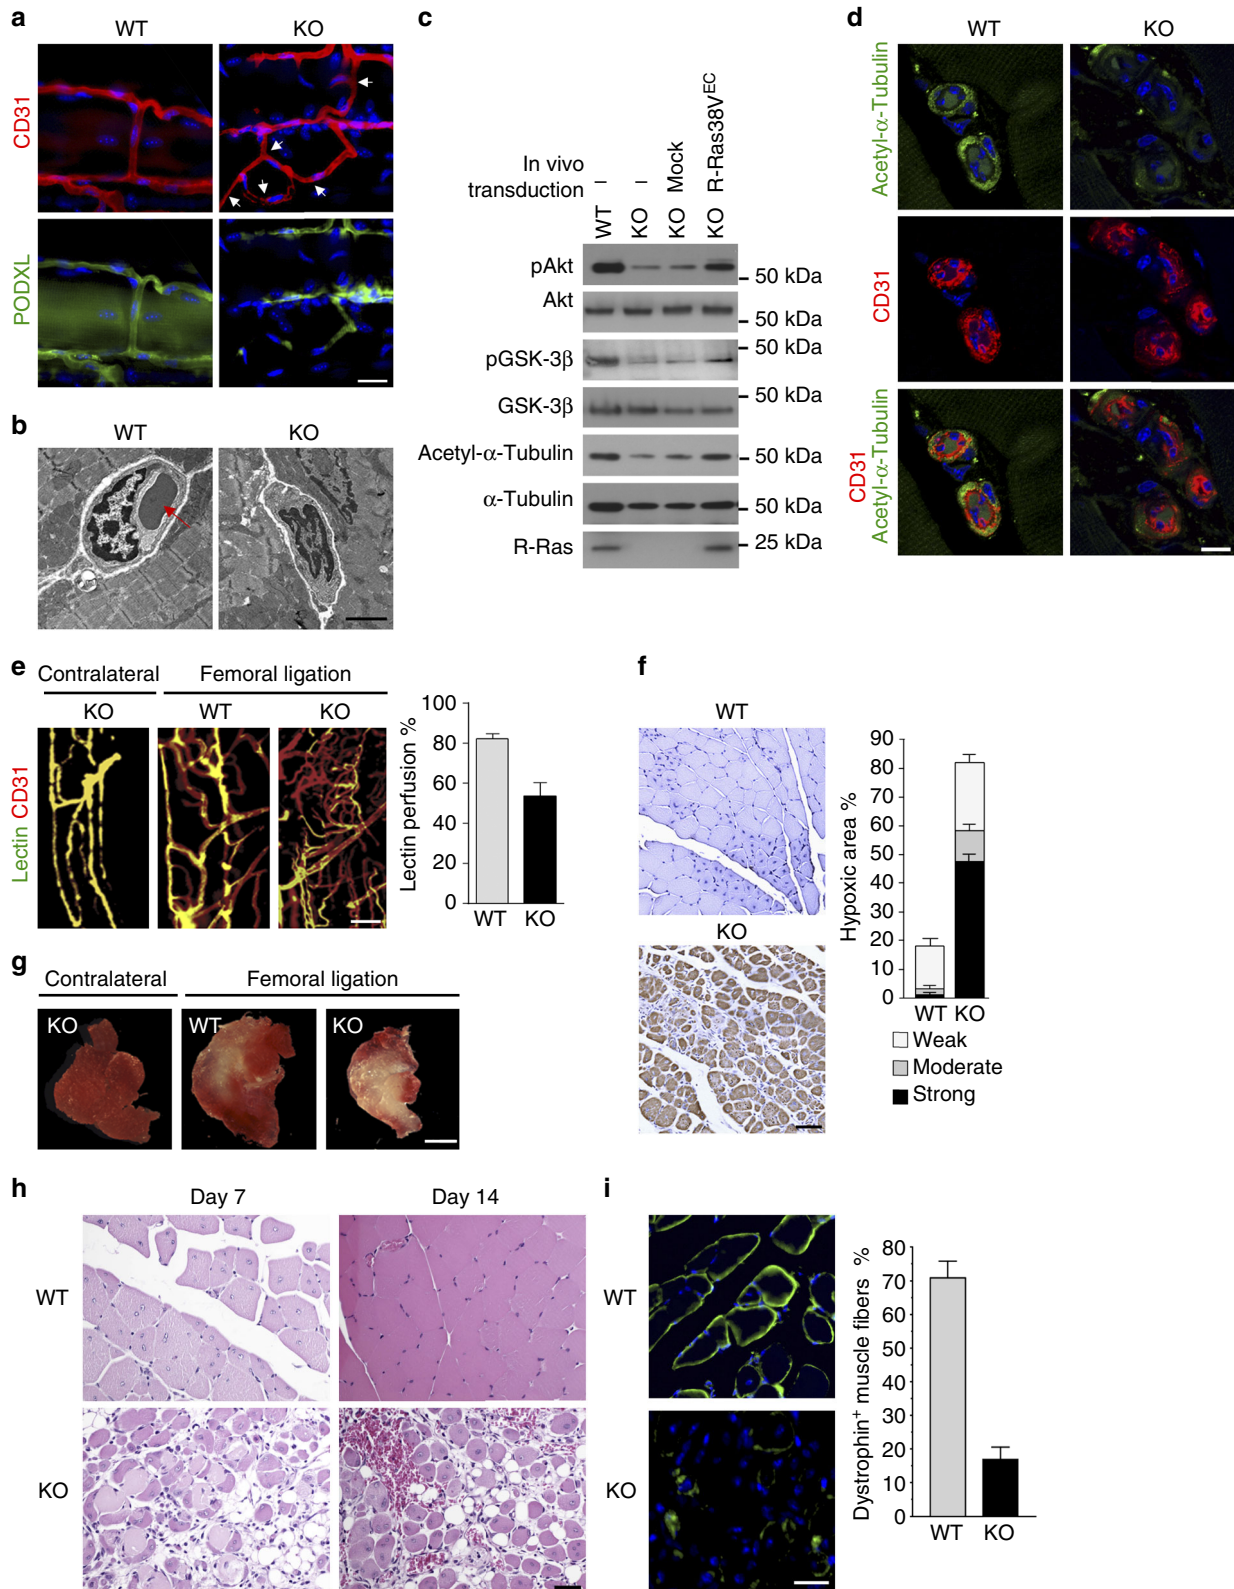 a
WT
KO
CD31
PODXL
b
WT
KO
c
In vivo
transduction
–
–
Mock
R-Ras38V^EC
WT
KO
KO
KO
pAkt
50 kDa
Akt
50 kDa
pGSK-3β
50 kDa
GSK-3β
50 kDa
Acetyl-α-Tubulin
50 kDa
α-Tubulin
50 kDa
R-Ras
25 kDa
d
WT
KO
Acetyl-α-Tubulin
CD31
CD31
Acetyl-α-Tubulin
e
Contralateral
Femoral ligation
KO
WT
KO
Lectin CD31
Lectin perfusion %
100
80
60
40
20
0
WT
KO
f
WT
KO
Hypoxic area %
90
80
70
60
50
40
30
20
10
0
WT
KO
Weak
Moderate
Strong
g
Contralateral
Femoral ligation
KO
WT
KO
h
Day 7
Day 14
WT
KO
i
WT
KO
Dystrophin⁺ muscle fibers %
80
70
60
50
40
30
20
10
0
WT
KO